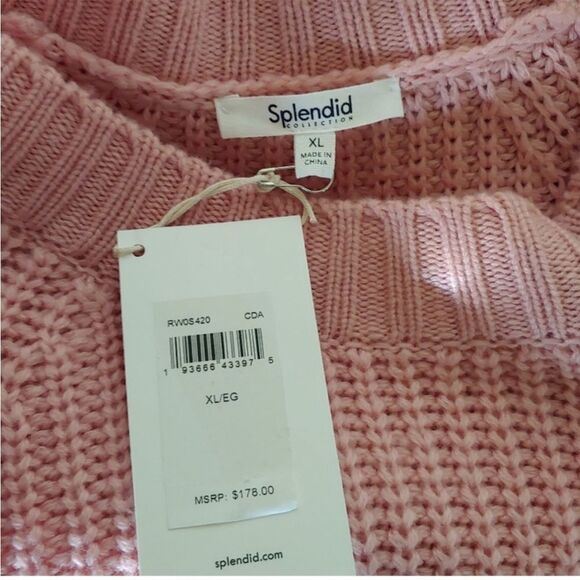 Splendid
COLLECTION
XL
MADE IN
CHINA
RW0S420 CDA
1 93666 43397 5
XL/EG
MSRP: $178.00
splendid.com